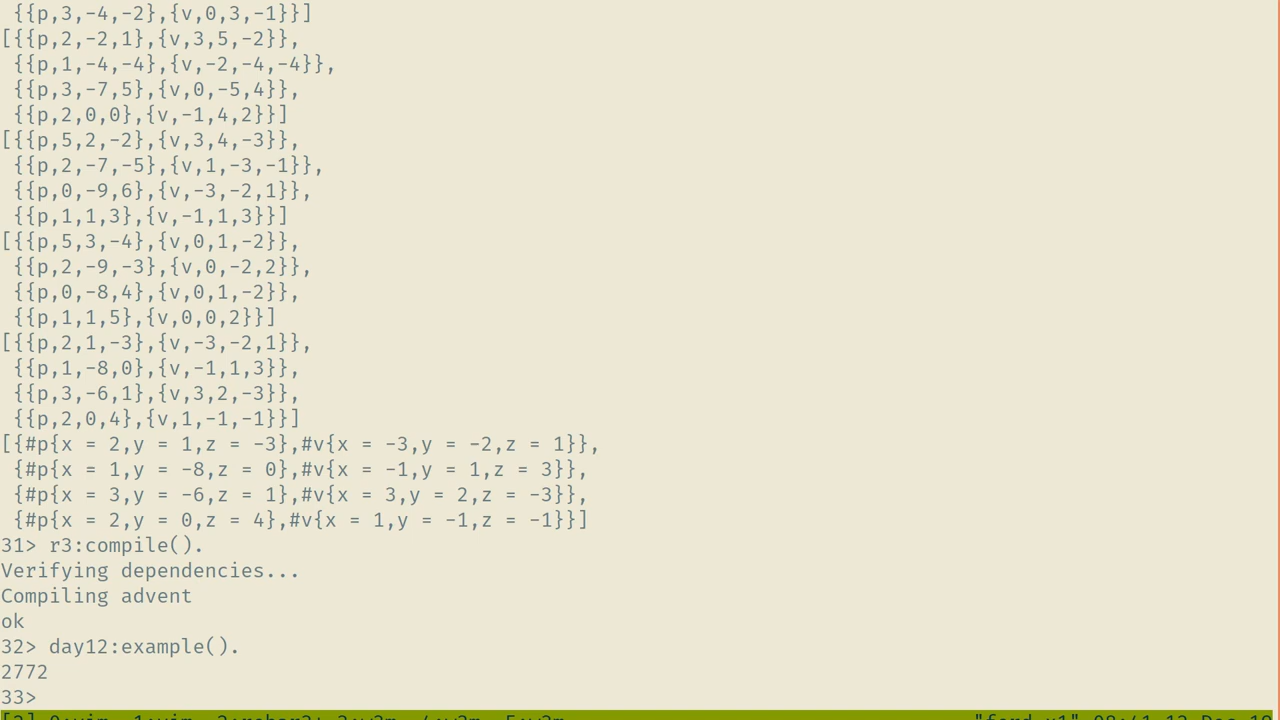 {{p,3,-4,-2},{v,0,3,-1}}]
[{{p,2,-2,1},{v,3,5,-2}},
 {{p,1,-4,-4},{v,-2,-4,-4}},
 {{p,3,-7,5},{v,0,-5,4}},
 {{p,2,0,0},{v,-1,4,2}}]
[{{p,5,2,-2},{v,3,4,-3}},
 {{p,2,-7,-5},{v,1,-3,-1}},
 {{p,0,-9,6},{v,-3,-2,1}},
 {{p,1,1,3},{v,-1,1,3}}]
[{{p,5,3,-4},{v,0,1,-2}},
 {{p,2,-9,-3},{v,0,-2,2}},
 {{p,0,-8,4},{v,0,1,-2}},
 {{p,1,1,5},{v,0,0,2}}]
[{{p,2,1,-3},{v,-3,-2,1}},
 {{p,1,-8,0},{v,-1,1,3}},
 {{p,3,-6,1},{v,3,2,-3}},
 {{p,2,0,4},{v,1,-1,-1}}]
[{#p{x = 2,y = 1,z = -3},#v{x = -3,y = -2,z = 1}},
 {#p{x = 1,y = -8,z = 0},#v{x = -1,y = 1,z = 3}},
 {#p{x = 3,y = -6,z = 1},#v{x = 3,y = 2,z = -3}},
 {#p{x = 2,y = 0,z = 4},#v{x = 1,y = -1,z = -1}}]
31> r3:compile().
Verifying dependencies...
Compiling advent
ok
32> day12:example().
2772
33>